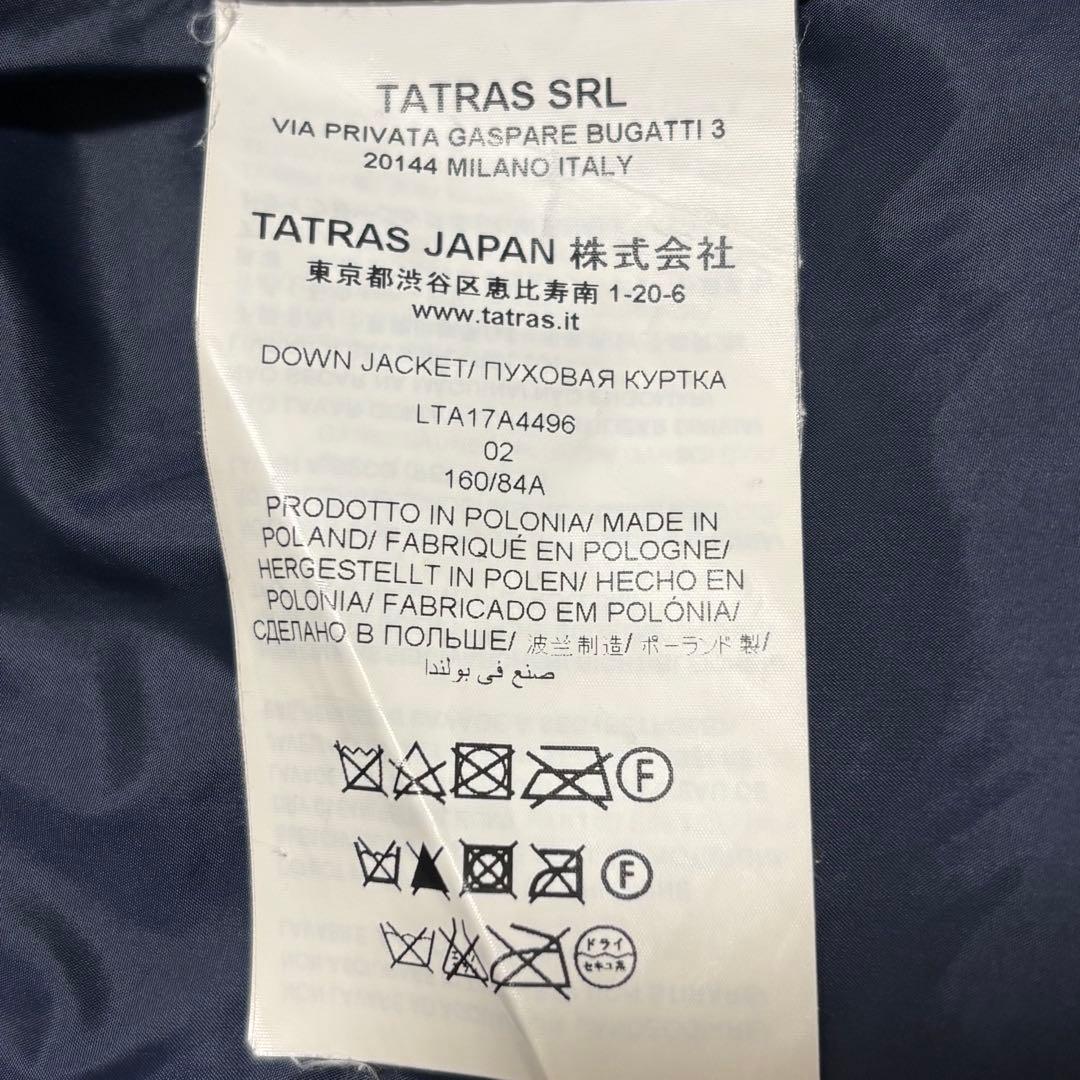 TATRAS SRL
VIA PRIVATA GASPARE BUGATTI 3
20144 MILANO ITALY
TATRAS JAPAN 株式会社
東京都渋谷区恵比寿南 1-20-6
www.tatras.it
DOWN JACKET/ ПУХОВАЯ КУРТКА
LTA17A4496
02
160/84A
PRODOTTO IN POLONIA/ MADE IN
POLAND/ FABRIQUÉ EN POLOGNE/
HERGESTELLT IN POLEN/ HECHO EN
POLONIA/ FABRICADO EM POLÓNIA/
СДЕЛАНО В ПОЛЬШЕ/ 波兰制造/ ポーランド製/
صنع في بولندا
F
F
ドライ
セキユ系